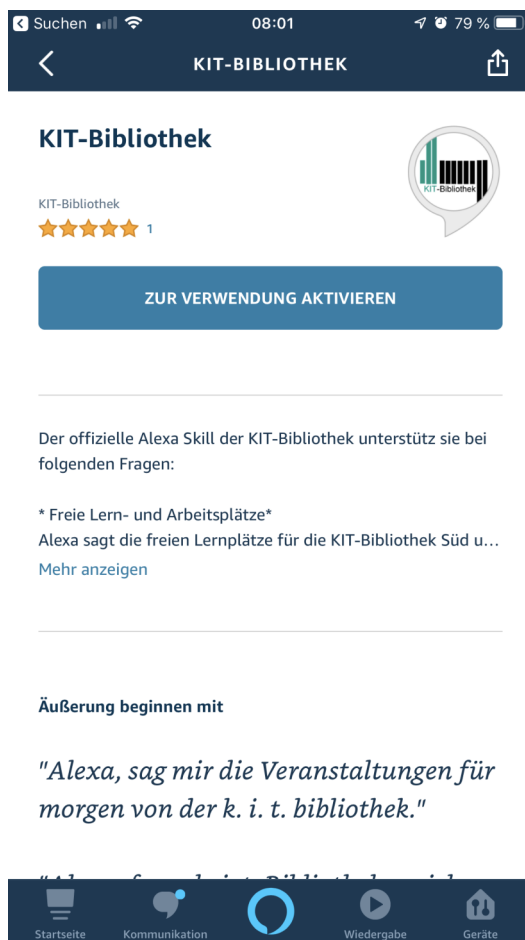 Suchen 08:01 79 %
KIT-BIBLIOTHEK
KIT-Bibliothek
KIT-Bibliothek
KIT-Bibliothek
1
ZUR VERWENDUNG AKTIVIEREN
Der offizielle Alexa Skill der KIT-Bibliothek unterstütz sie bei
folgenden Fragen:
* Freie Lern- und Arbeitsplätze*
Alexa sagt die freien Lernplätze für die KIT-Bibliothek Süd u...
Mehr anzeigen
Äußerung beginnen mit
"Alexa, sag mir die Veranstaltungen für
morgen von der k. i. t. bibliothek."
Startseite Kommunikation Wiedergabe Geräte